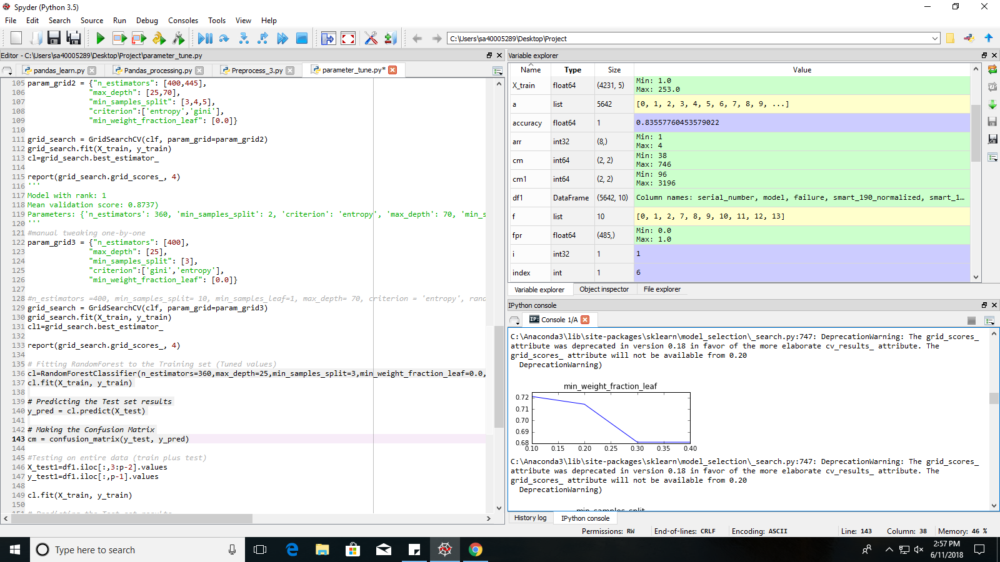 Spyder (Python 3.5)
File Edit Search Source Run Debug Consoles Tools View Help
C:\Users\sa40005289\Desktop\Project
Editor - C:\Users\sa40005289\Desktop\Project\parameter_tune.py
pandas_learn.py Pandas_processing.py Preprocess_3.py parameter_tune.py*
105 param_grid2 = {"n_estimators": [400,445],
106 "max_depth": [25,70],
107 "min_samples_split": [3,4,5],
108 "criterion":['entropy','gini'],
109 "min_weight_fraction_leaf": [0.0]}
110
111 grid_search = GridSearchCV(clf, param_grid=param_grid2)
112 grid_search.fit(X_train, y_train)
113 cl=grid_search.best_estimator_
114
115 report(grid_search.grid_scores_, 4)
116 '''
117 Model with rank: 1
118 Mean validation score: 0.8737)
119 Parameters: {'n_estimators': 360, 'min_samples_split': 2, 'criterion': 'entropy', 'max_depth': 70, 'min_s
120 '''
121 #manual tweaking one-by-one
122 param_grid3 = {"n_estimators": [400],
123 "max_depth": [25],
124 "min_samples_split": [3],
125 "criterion":['gini','entropy'],
126 "min_weight_fraction_leaf": [0.0]}
127
128 #n_estimators =400, min_samples_split= 10, min_samples_leaf=1, max_depth= 70, criterion = 'entropy', rand
129 grid_search = GridSearchCV(clf, param_grid=param_grid3)
130 grid_search.fit(X_train, y_train)
131 cl1=grid_search.best_estimator_
132
133 report(grid_search.grid_scores_, 4)
134
135 # Fitting RandomForest to the Training set (Tuned values)
136 cl=RandomForestClassifier(n_estimators=360,max_depth=25,min_samples_split=3,min_weight_fraction_leaf=0.0,
137 cl.fit(X_train, y_train)
138
139 # Predicting the Test set results
140 y_pred = cl.predict(X_test)
141
142 # Making the Confusion Matrix
143 cm = confusion_matrix(y_test, y_pred)
144
145 #Testing on entire data (train plus test)
146 X_test1=df1.iloc[:,3:p-2].values
147 y_test1=df1.iloc[:,p-1].values
148
149 cl.fit(X_train, y_train)
150
151 # Predicting the Test set results
Variable explorer
Name Type Size Value
X_train float64 (4231, 5) Min: 1.0
Max: 253.0
a list 5642 [0, 1, 2, 3, 4, 5, 6, 7, 8, 9, ...]
accuracy float64 1 0.83557760453579022
arr int32 (8,) Min: 1
Max: 4
cm int64 (2, 2) Min: 38
Max: 746
cm1 int64 (2, 2) Min: 96
Max: 3196
df1 DataFrame (5642, 10) Column names: serial_number, model, failure, smart_190_normalized, smart_1...
f list 10 [0, 1, 2, 7, 8, 9, 10, 11, 12, 13]
fpr float64 (485,) Min: 0.0
Max: 1.0
i int32 1 1
index int 1 6
Variable explorer Object inspector File explorer
IPython console
IP: Console 1/A
C:\Anaconda3\lib\site-packages\sklearn\model_selection\_search.py:747: DeprecationWarning: The grid_scores_
attribute was deprecated in version 0.18 in favor of the more elaborate cv_results_ attribute. The
grid_scores_ attribute will not be available from 0.20
DeprecationWarning)
min_weight_fraction_leaf
0.72
0.71
0.70
0.69
0.68
0.10 0.15 0.20 0.25 0.30 0.35 0.40
C:\Anaconda3\lib\site-packages\sklearn\model_selection\_search.py:747: DeprecationWarning: The grid_scores_
attribute was deprecated in version 0.18 in favor of the more elaborate cv_results_ attribute. The
grid_scores_ attribute will not be available from 0.20
DeprecationWarning)
min_samples_split
History log IPython console
Permissions: RW End-of-lines: CRLF Encoding: ASCII Line: 143 Column: 38 Memory: 46 %
Type here to search
2:57 PM
6/11/2018